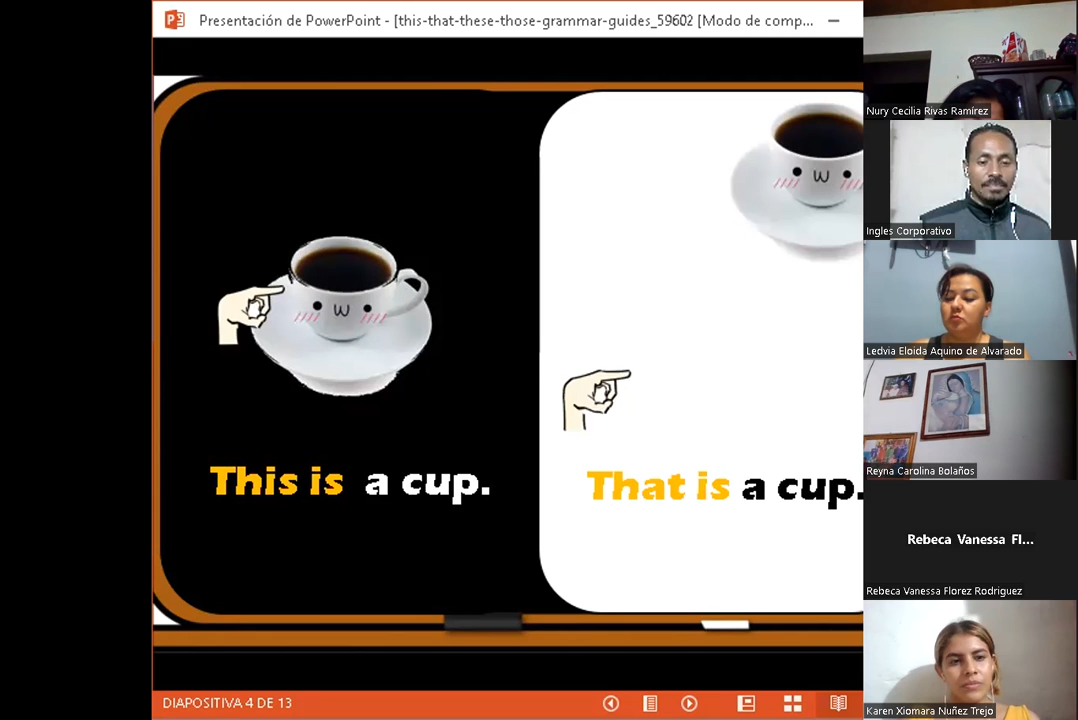 Presentación de PowerPoint - [this-that-these-those-grammar-guides_59602 [Modo de comp...
This is a cup.
That is a cup.
DIAPOSITIVA 4 DE 13
Nury Cecilia Rivas Ramírez
Ingles Corporativo
Ledvia Eloida Aquino de Alvarado
Reyna Carolina Bolaños
Rebeca Vanessa Fl...
Rebeca Vanessa Florez Rodriguez
Karen Xiomara Nuñez Trejo